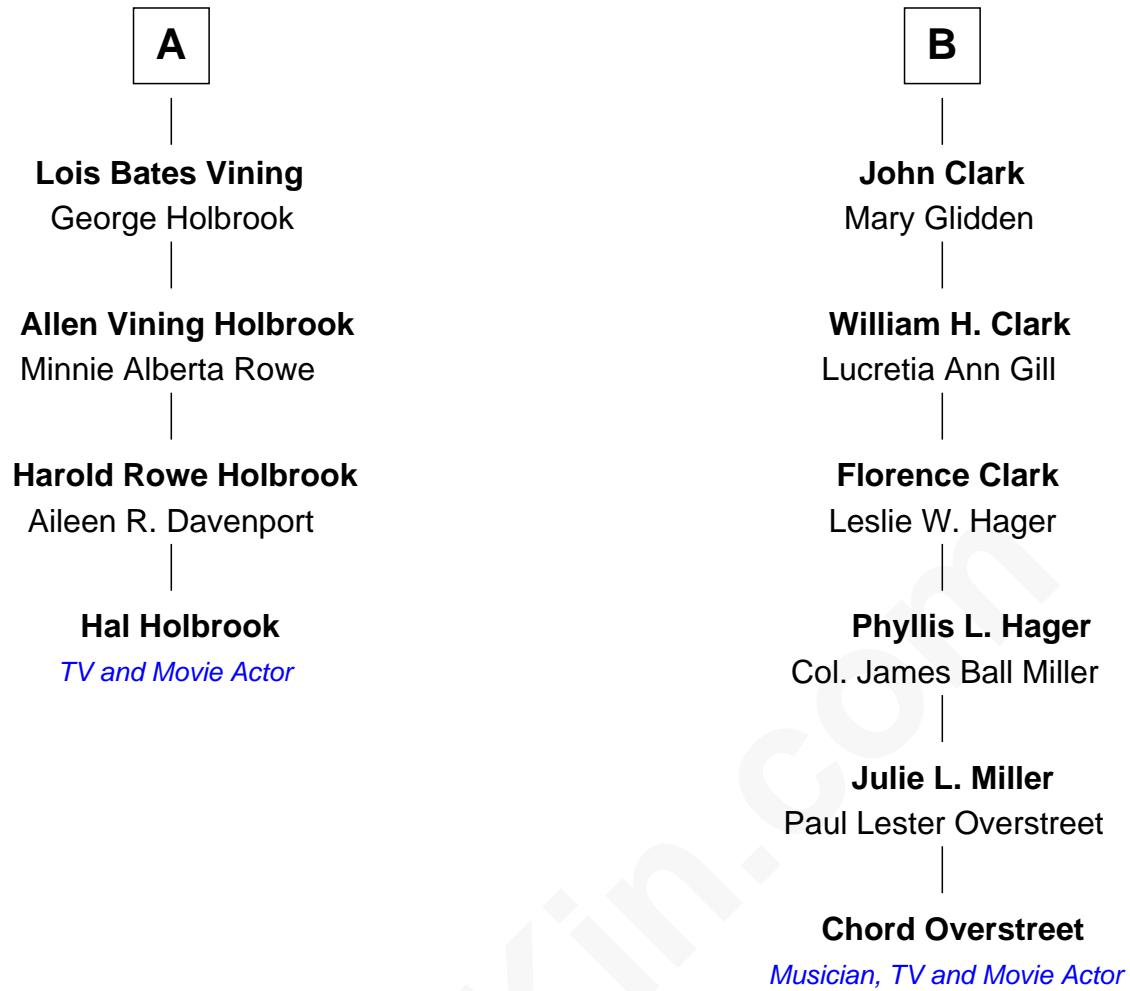 A
Lois Bates Vining
George Holbrook
Allen Vining Holbrook
Minnie Alberta Rowe
Harold Rowe Holbrook
Aileen R. Davenport
Hal Holbrook
TV and Movie Actor
B
John Clark
Mary Glidden
William H. Clark
Lucretia Ann Gill
Florence Clark
Leslie W. Hager
Phyllis L. Hager
Col. James Ball Miller
Julie L. Miller
Paul Lester Overstreet
Chord Overstreet
Musician, TV and Movie Actor
Kin.com